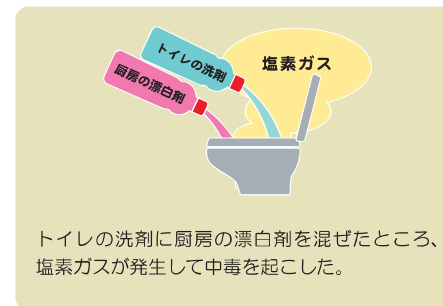 塩素ガス
トイレの洗剤
厨房の漂白剤
トイレの洗剤に厨房の漂白剤を混ぜたところ、
塩素ガスが発生して中毒を起こした。